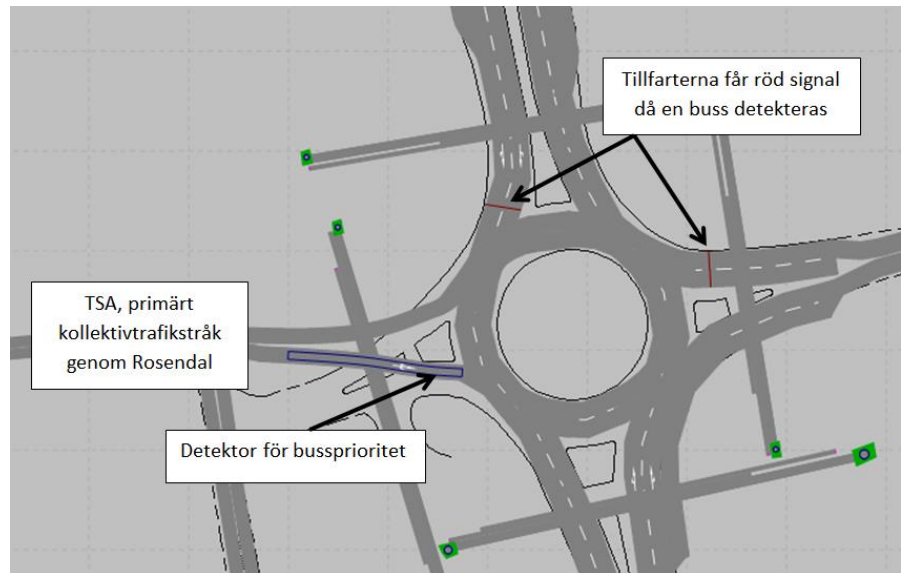 Tillfarterna får röd signal
då en buss detekteras
TSA, primärt
kollektivtrafikstråk
genom Rosendal
Detektor för bussprioritet